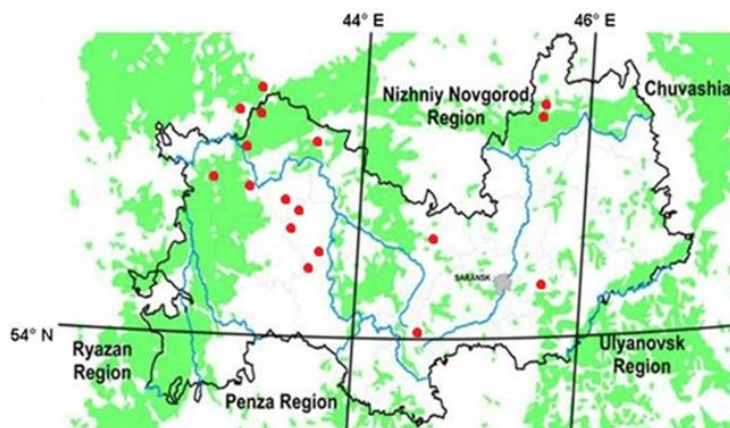 44° E
46° E
Nizhniy Novgorod
Region
Chuvashia
SARANSK
54° N
Ryazan
Region
Ulyanovsk
Region
Penza Region